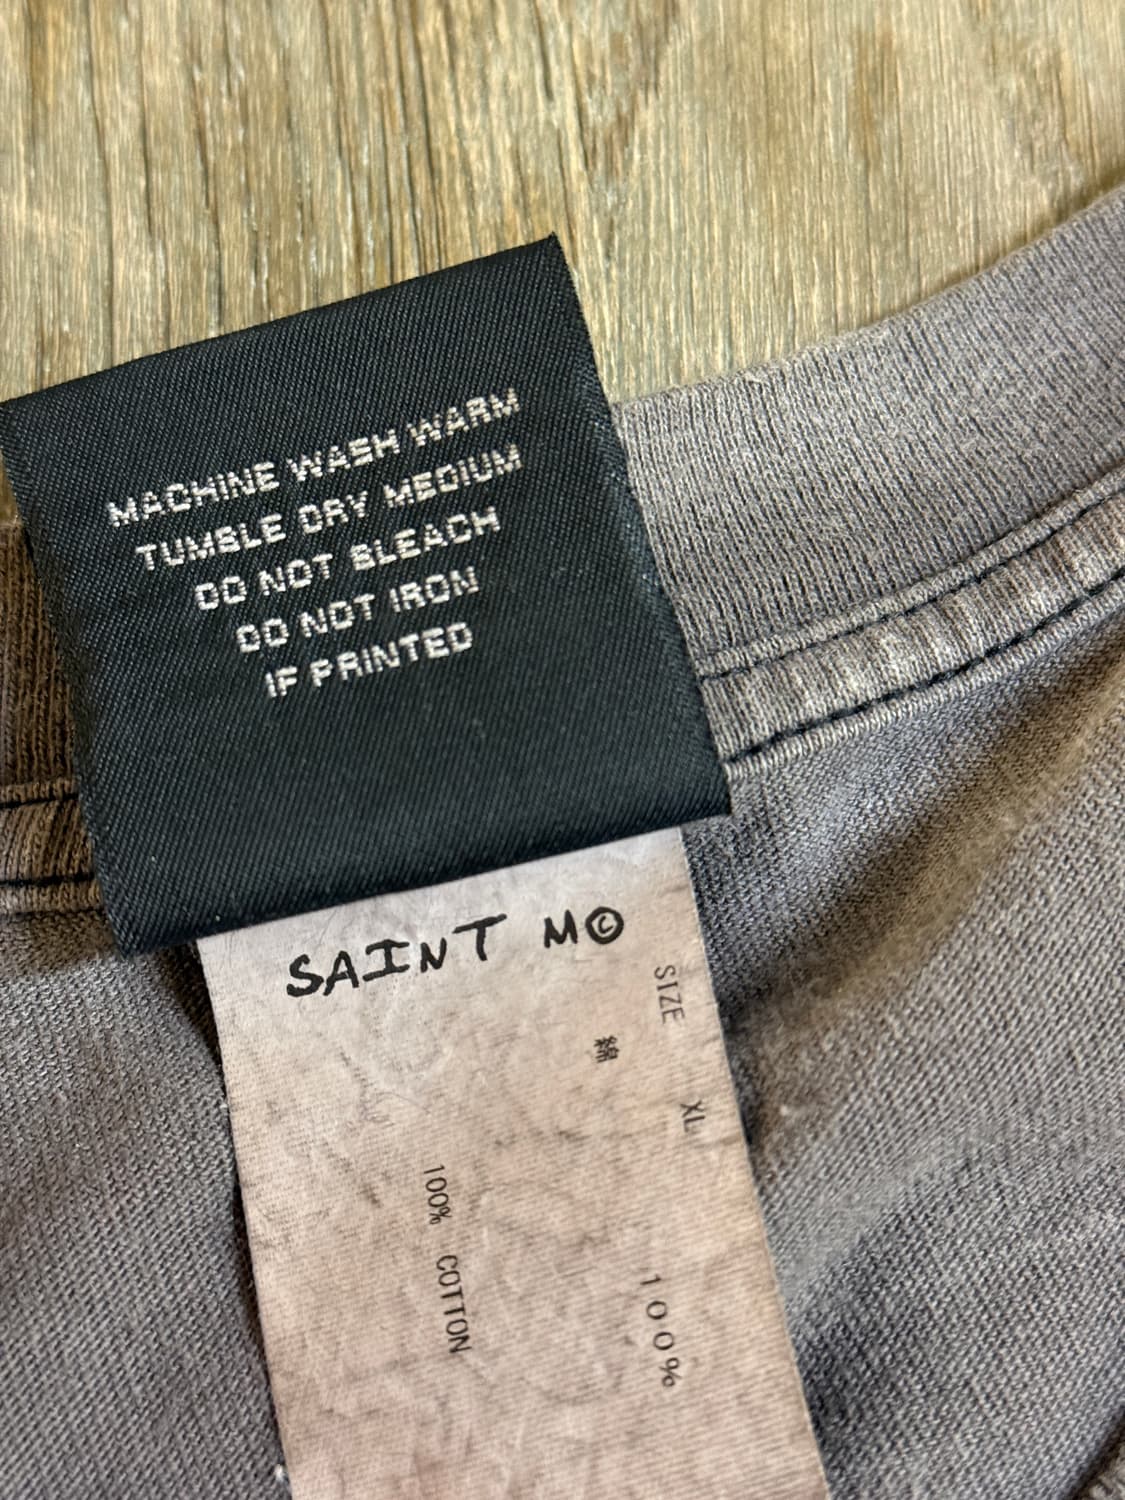 MACHINE WASH WARM
TUMBLE DRY MEDIUM
DO NOT BLEACH
DO NOT IRON
IF PRINTED
SAINT M©
SIZE XL
綿 100%
100% COTTON